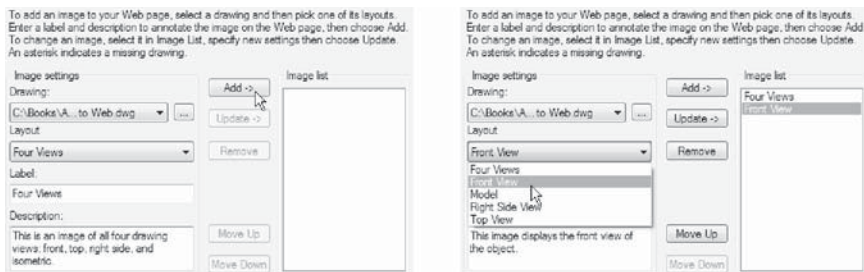 To add an image to your Web page, select a drawing and then pick one of its layouts.
Enter a label and description to annotate the image on the Web page, then choose Add.
To change an image, select it in Image List, specify new settings then choose Update.
An asterisk indicates a missing drawing.
Image settings
Drawing:
C:\Books\A...to Web.dwg
...
Layout
Four Views
Label:
Four Views
Description:
This is an image of all four drawing
views: front, top, right side, and
isometric.
Add ->
Update ->
Remove
Move Up
Move Down
Image list
To add an image to your Web page, select a drawing and then pick one of its layouts.
Enter a label and description to annotate the image on the Web page, then choose Add.
To change an image, select it in Image List, specify new settings then choose Update.
An asterisk indicates a missing drawing.
Image settings
Drawing:
C:\Books\A...to Web.dwg
...
Layout
Front View
Four Views
Front View
Model
Right Side View
Top View
This image displays the front view of
the object.
Add ->
Update ->
Remove
Move Up
Move Down
Image list
Four Views
Front View